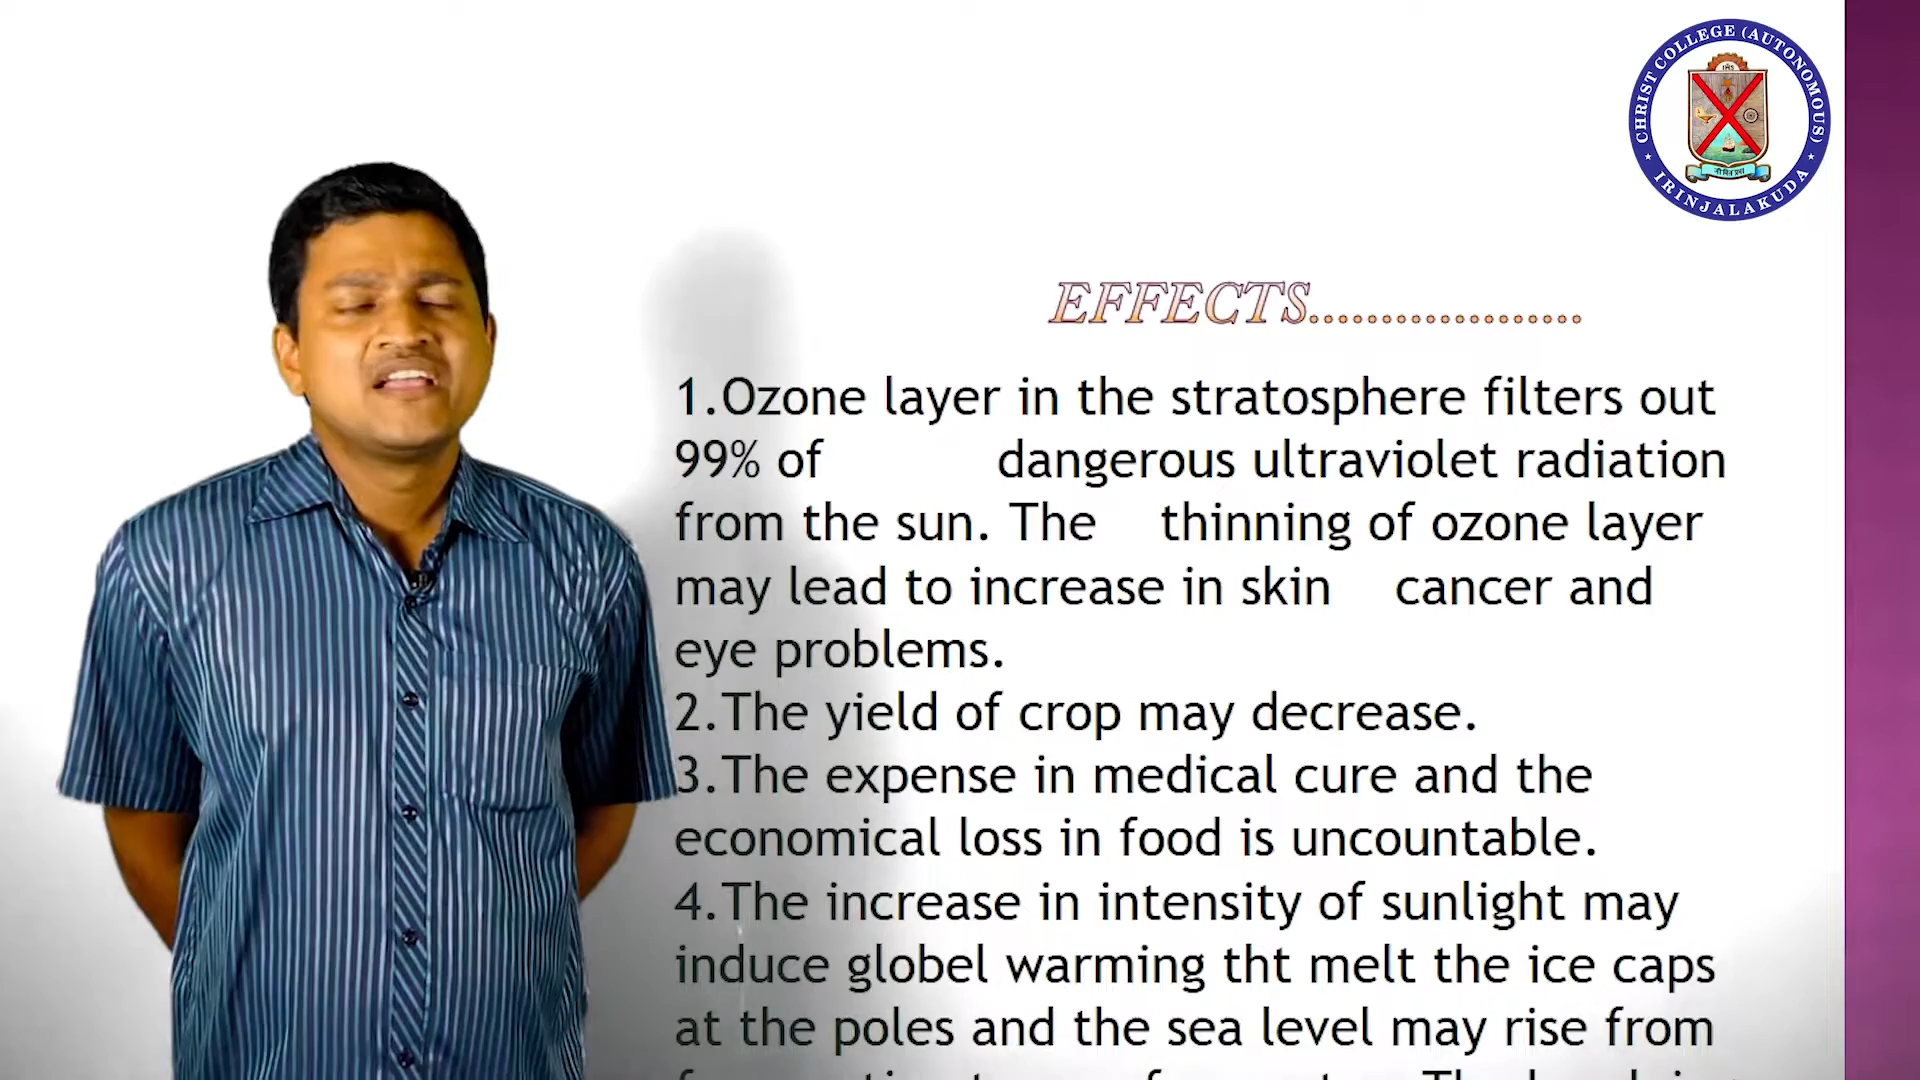 CHRIST COLLEGE (AUTONOMOUS)
IRINJALAKUDA
IHS
EFFECTS...................
1.Ozone layer in the stratosphere filters out
99% of dangerous ultraviolet radiation
from the sun. The thinning of ozone layer
may lead to increase in skin cancer and
eye problems.
2.The yield of crop may decrease.
3.The expense in medical cure and the
economical loss in food is uncountable.
4.The increase in intensity of sunlight may
induce globel warming tht melt the ice caps
at the poles and the sea level may rise from